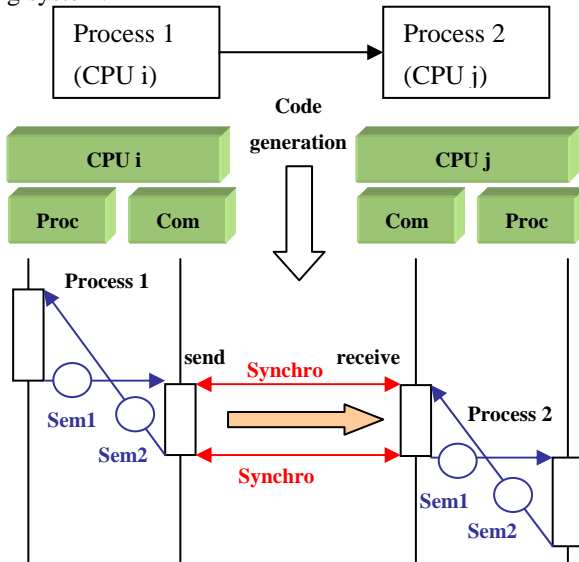 g syste
Process 1
(CPU i)
Process 2
(CPU j)
Code
generation
CPU i
CPU j
Proc
Com
Com
Proc
Process 1
send
receive
Synchro
Sem1
Sem2
Process 2
Synchro
Sem1
Sem2